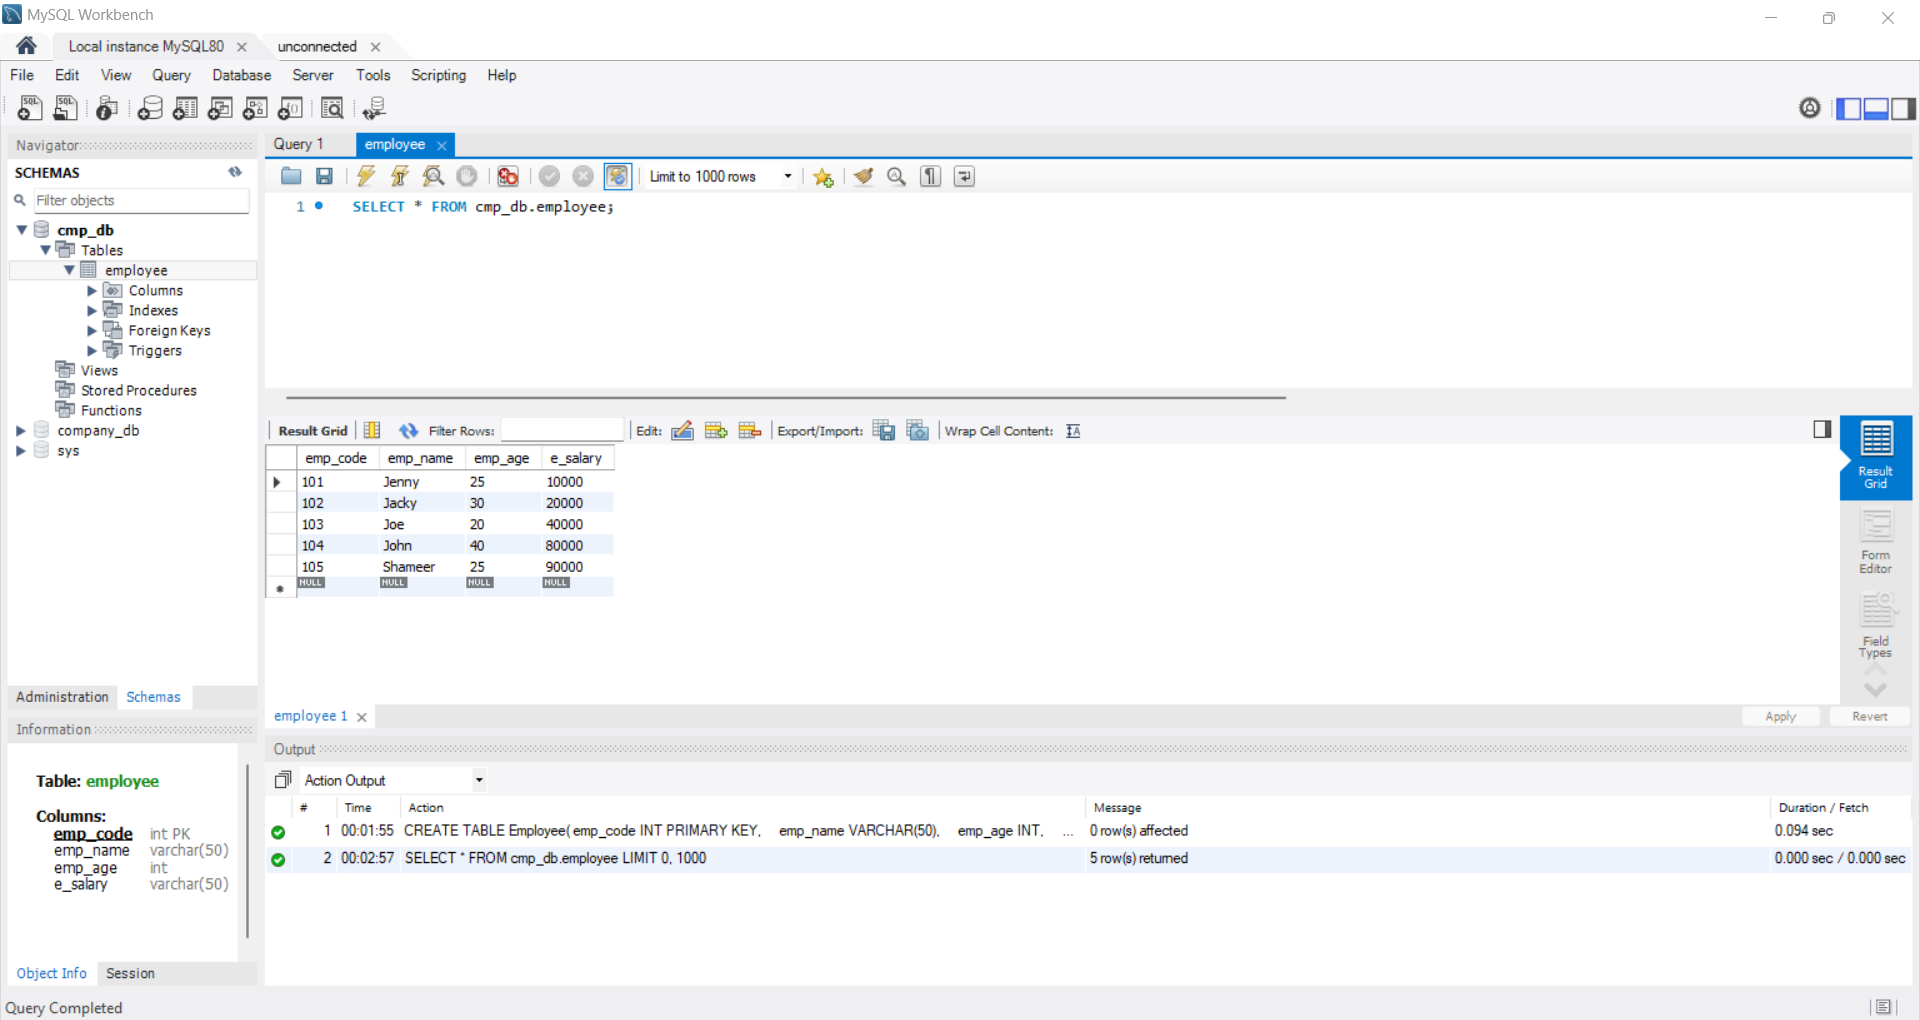 MySQL Workbench
Local instance MySQL80
unconnected
File Edit View Query Database Server Tools Scripting Help
Navigator
SCHEMAS
Filter objects
cmp_db
Tables
employee
Columns
Indexes
Foreign Keys
Triggers
Views
Stored Procedures
Functions
company_db
sys
Administration Schemas
Information
Table: employee
Columns:
emp_code int PK
emp_name varchar(50)
emp_age int
e_salary varchar(50)
Object Info Session
Query 1 employee
Limit to 1000 rows
1 SELECT * FROM cmp_db.employee;
Result Grid Filter Rows: Edit: Export/Import: Wrap Cell Content:
emp_code emp_name emp_age e_salary
101 Jenny 25 10000
102 Jacky 30 20000
103 Joe 20 40000
104 John 40 80000
105 Shameer 25 90000
NULL NULL NULL NULL
Result
Grid
Form
Editor
Field
Types
employee 1
Apply Revert
Output
Action Output
# Time Action Message Duration / Fetch
1 00:01:55 CREATE TABLE Employee( emp_code INT PRIMARY KEY, emp_name VARCHAR(50), emp_age INT, ... 0 row(s) affected 0.094 sec
2 00:02:57 SELECT * FROM cmp_db.employee LIMIT 0, 1000 5 row(s) returned 0.000 sec / 0.000 sec
Query Completed